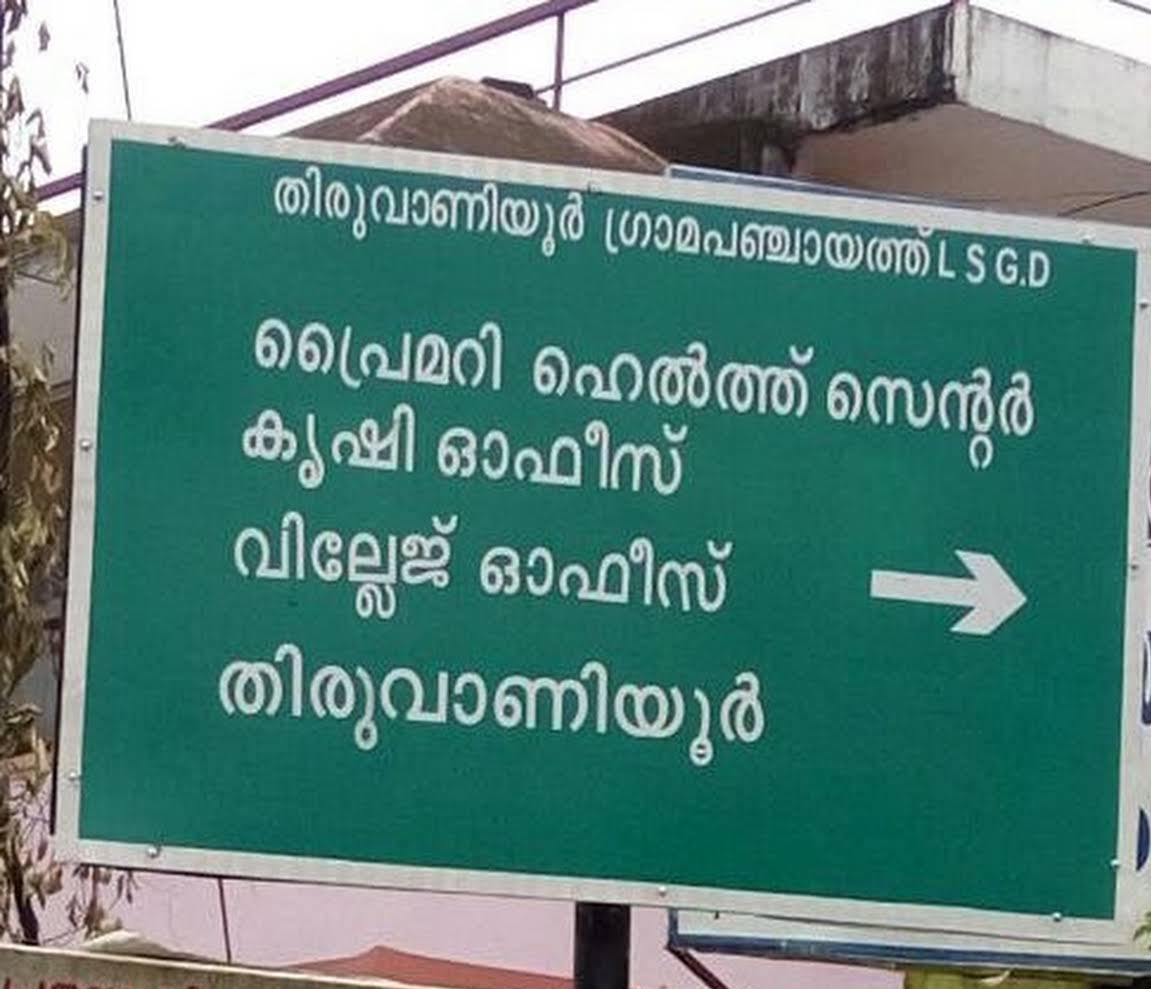 തിരുവാണിയൂർ ഗ്രാമപഞ്ചായത്ത് L S G.D
പ്രൈമറി ഹെൽത്ത് സെന്റർ
കൃഷി ഓഫീസ്
വില്ലേജ് ഓഫീസ്
തിരുവാണിയൂർ